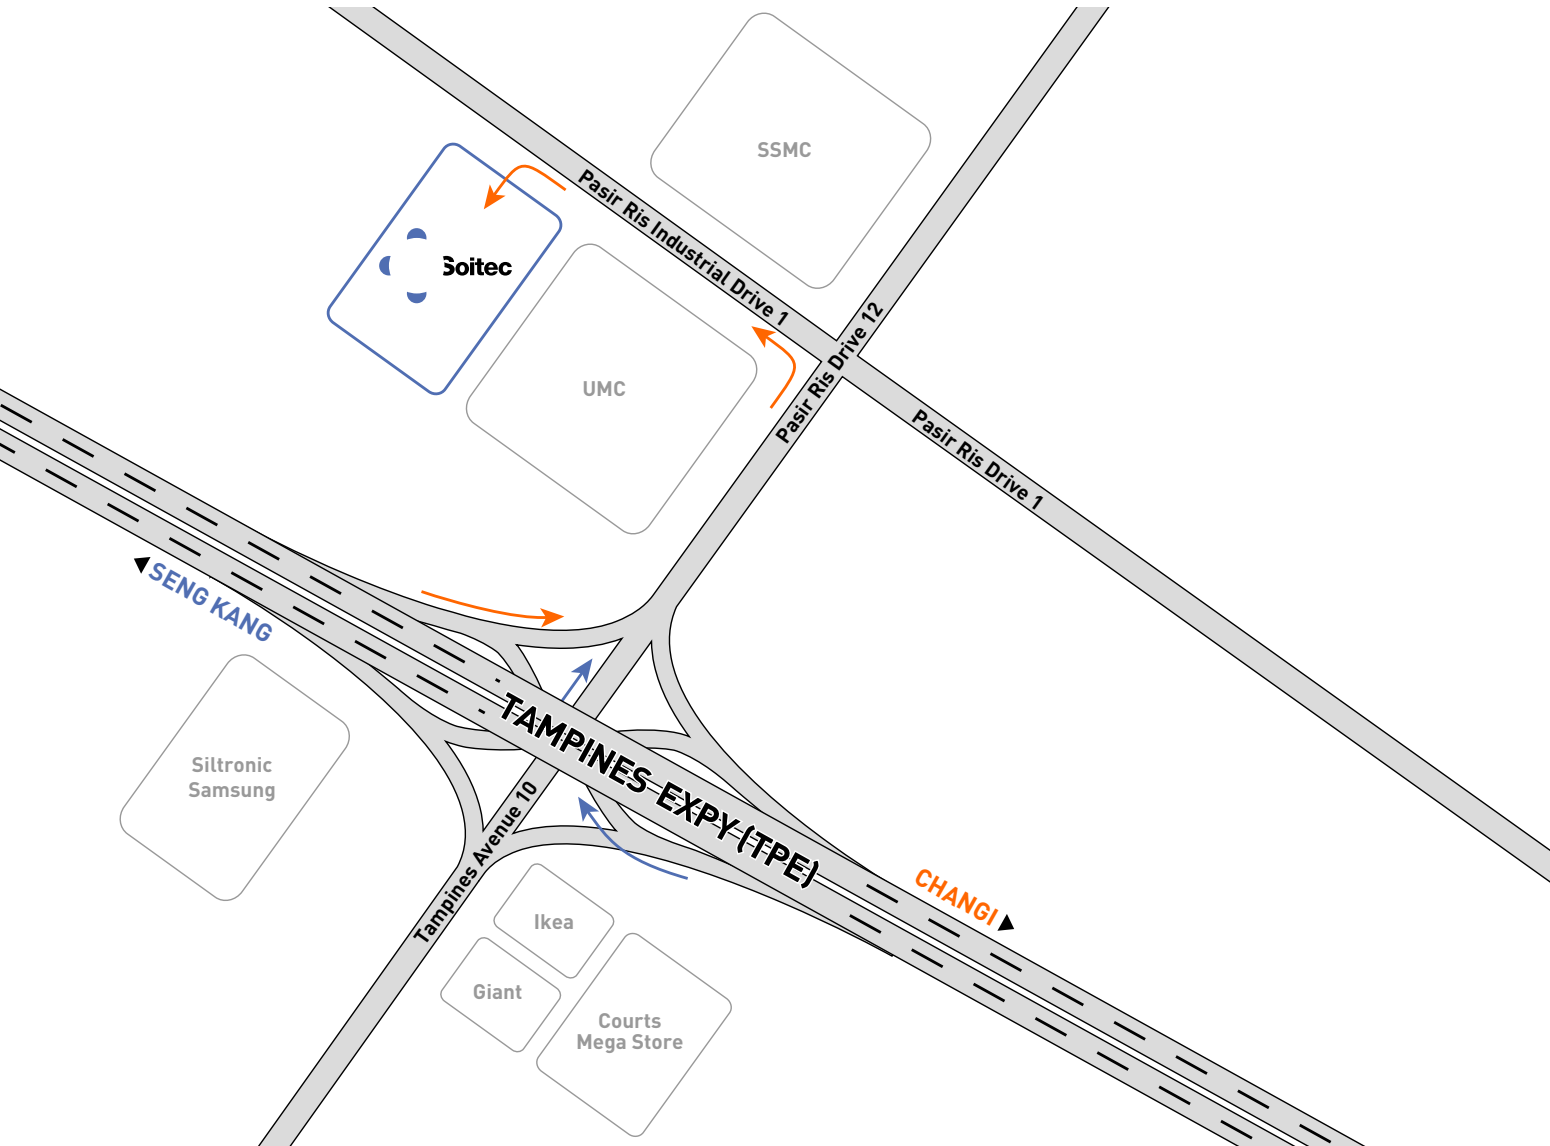 SSMC
Pasir Ris Industrial Drive 1
Soitec
Pasir Ris Drive 12
UMC
Pasir Ris Drive 1
SENG KANG
TAMPINES EXPY (TPE)
Siltronic
Samsung
Tampines Avenue 10
CHANGI
Ikea
Giant
Courts
Mega Store